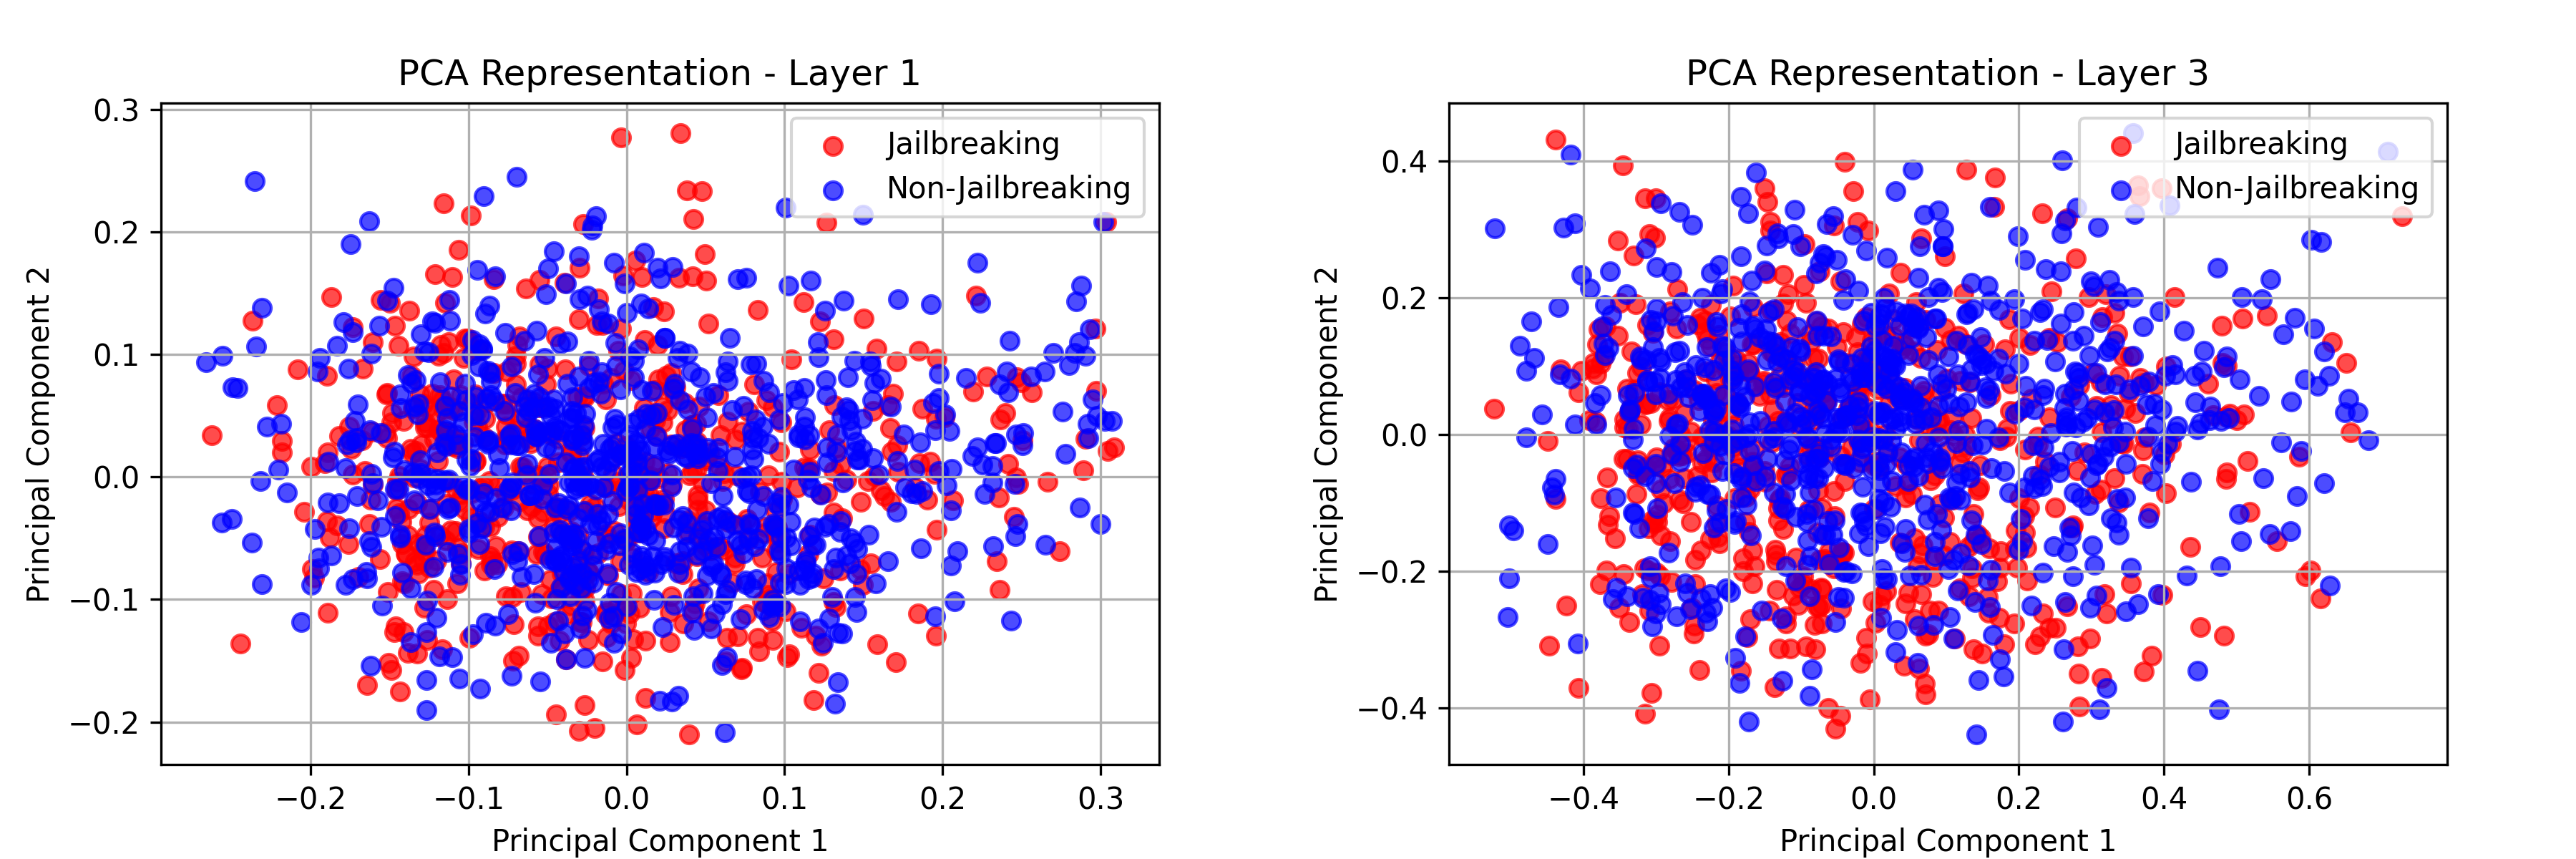 PCA Representation - Layer 1
0.3
0.2
0.1
0.0
−0.1
−0.2
Principal Component 2
Jailbreaking
Non-Jailbreaking
−0.2 −0.1 0.0 0.1 0.2 0.3
Principal Component 1
PCA Representation - Layer 3
0.4
0.2
0.0
−0.2
−0.4
Principal Component 2
Jailbreaking
Non-Jailbreaking
−0.4 −0.2 0.0 0.2 0.4 0.6
Principal Component 1